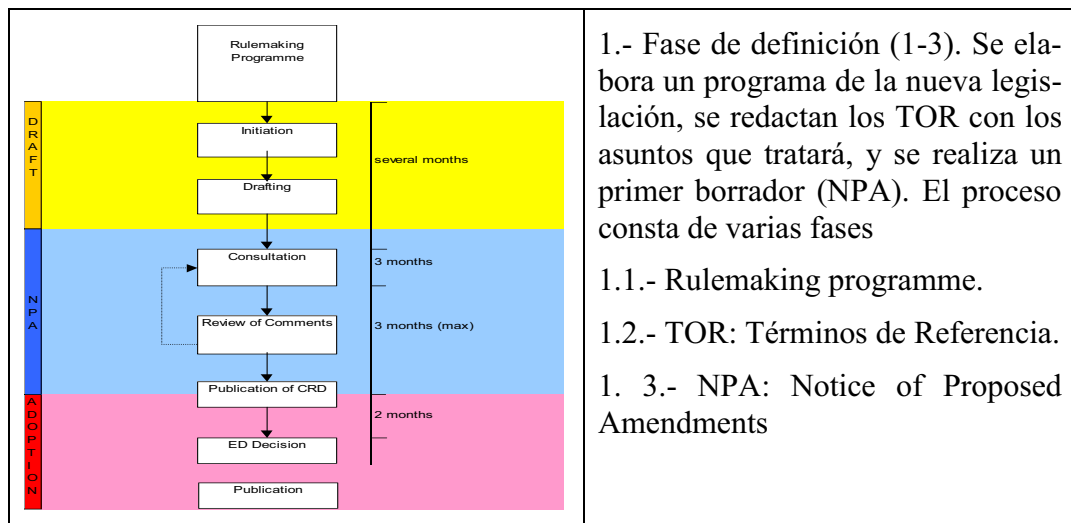 Rulemaking
Programme
DRAFT
Initiation
several months
Drafting
NPA
Consultation
3 months
Review of Comments
3 months (max)
Publication of CRD
ADOPTION
2 months
ED Decision
Publication
1.- Fase de definición (1-3). Se ela-
bora un programa de la nueva legis-
lación, se redactan los TOR con los
asuntos que tratará, y se realiza un
primer borrador (NPA). El proceso
consta de varias fases
1.1.- Rulemaking programme.
1.2.- TOR: Términos de Referencia.
1. 3.- NPA: Notice of Proposed
Amendments